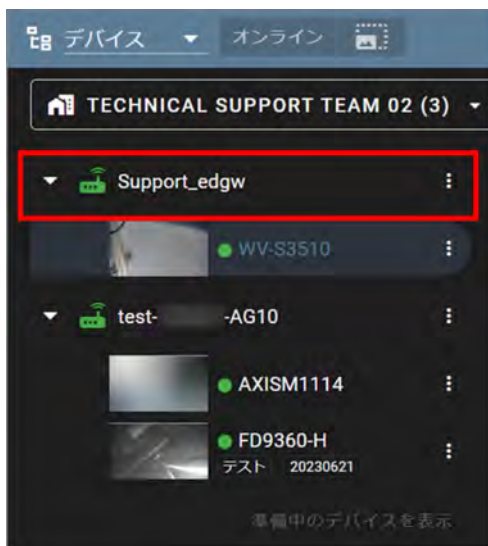 デバイス オンライン
TECHNICAL SUPPORT TEAM 02 (3)
Support_edgw
WV-S3510
test- -AG10
AXISM1114
FD9360-H
テスト 20230621
準備中のデバイスを表示